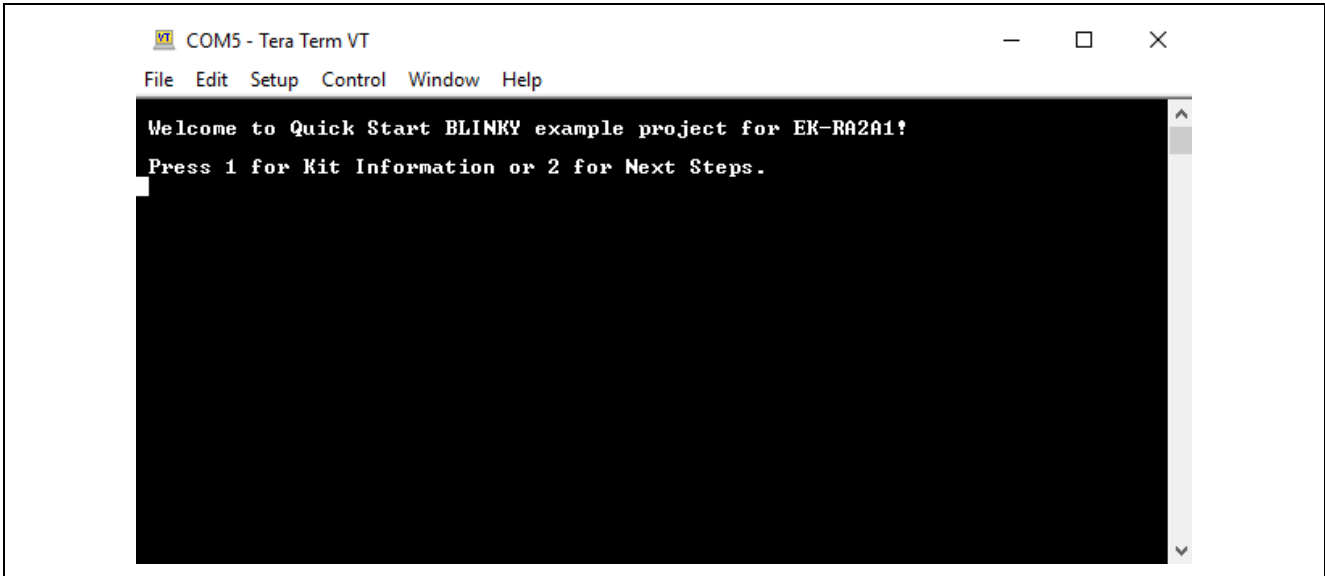 COM5 - Tera Term VT
File Edit Setup Control Window Help
Welcome to Quick Start BLINKY example project for EK-RA2A1!
Press 1 for Kit Information or 2 for Next Steps.